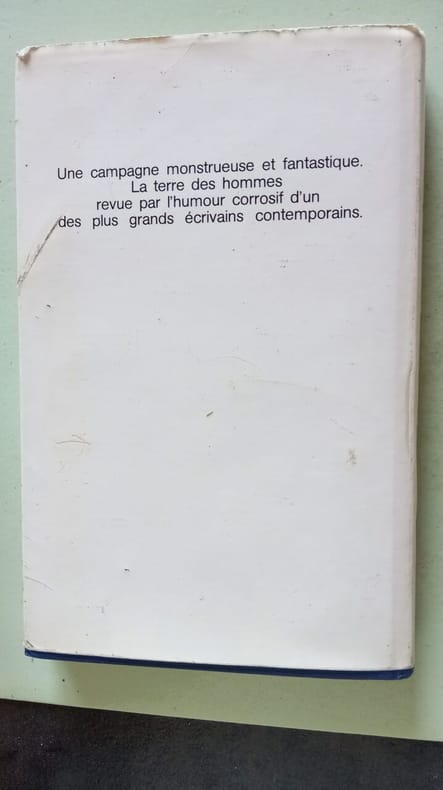 Une campagne monstrueuse et fantastique.
La terre des hommes
revue par l'humour corrosif d'un
des plus grands écrivains contemporains.